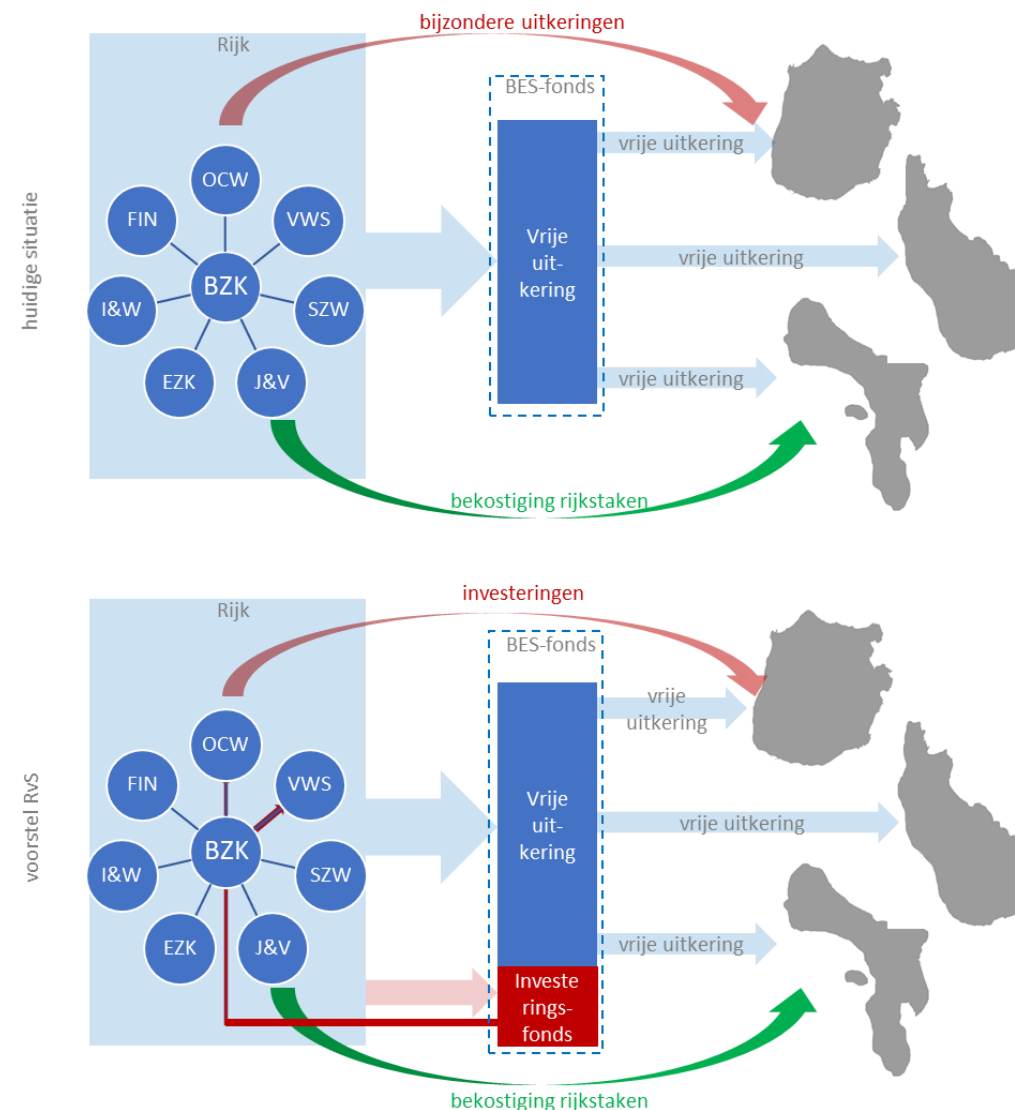 bijzondere uitkeringen
Rijk
BES-fonds
vrije uitkering
OCW
FIN
VWS
Vrije
uit-
kering
vrije uitkering
BZK
I&W
SZW
huidige situatie
EZK
J&V
vrije uitkering
bekostiging rijkstaken
investeringen
Rijk
BES-fonds
vrije
uitkering
OCW
FIN
VWS
Vrije
uit-
kering
vrije uitkering
BZK
I&W
SZW
voorstel RvS
EZK
J&V
vrije uitkering
Investe
rings-
fonds
bekostiging rijkstaken